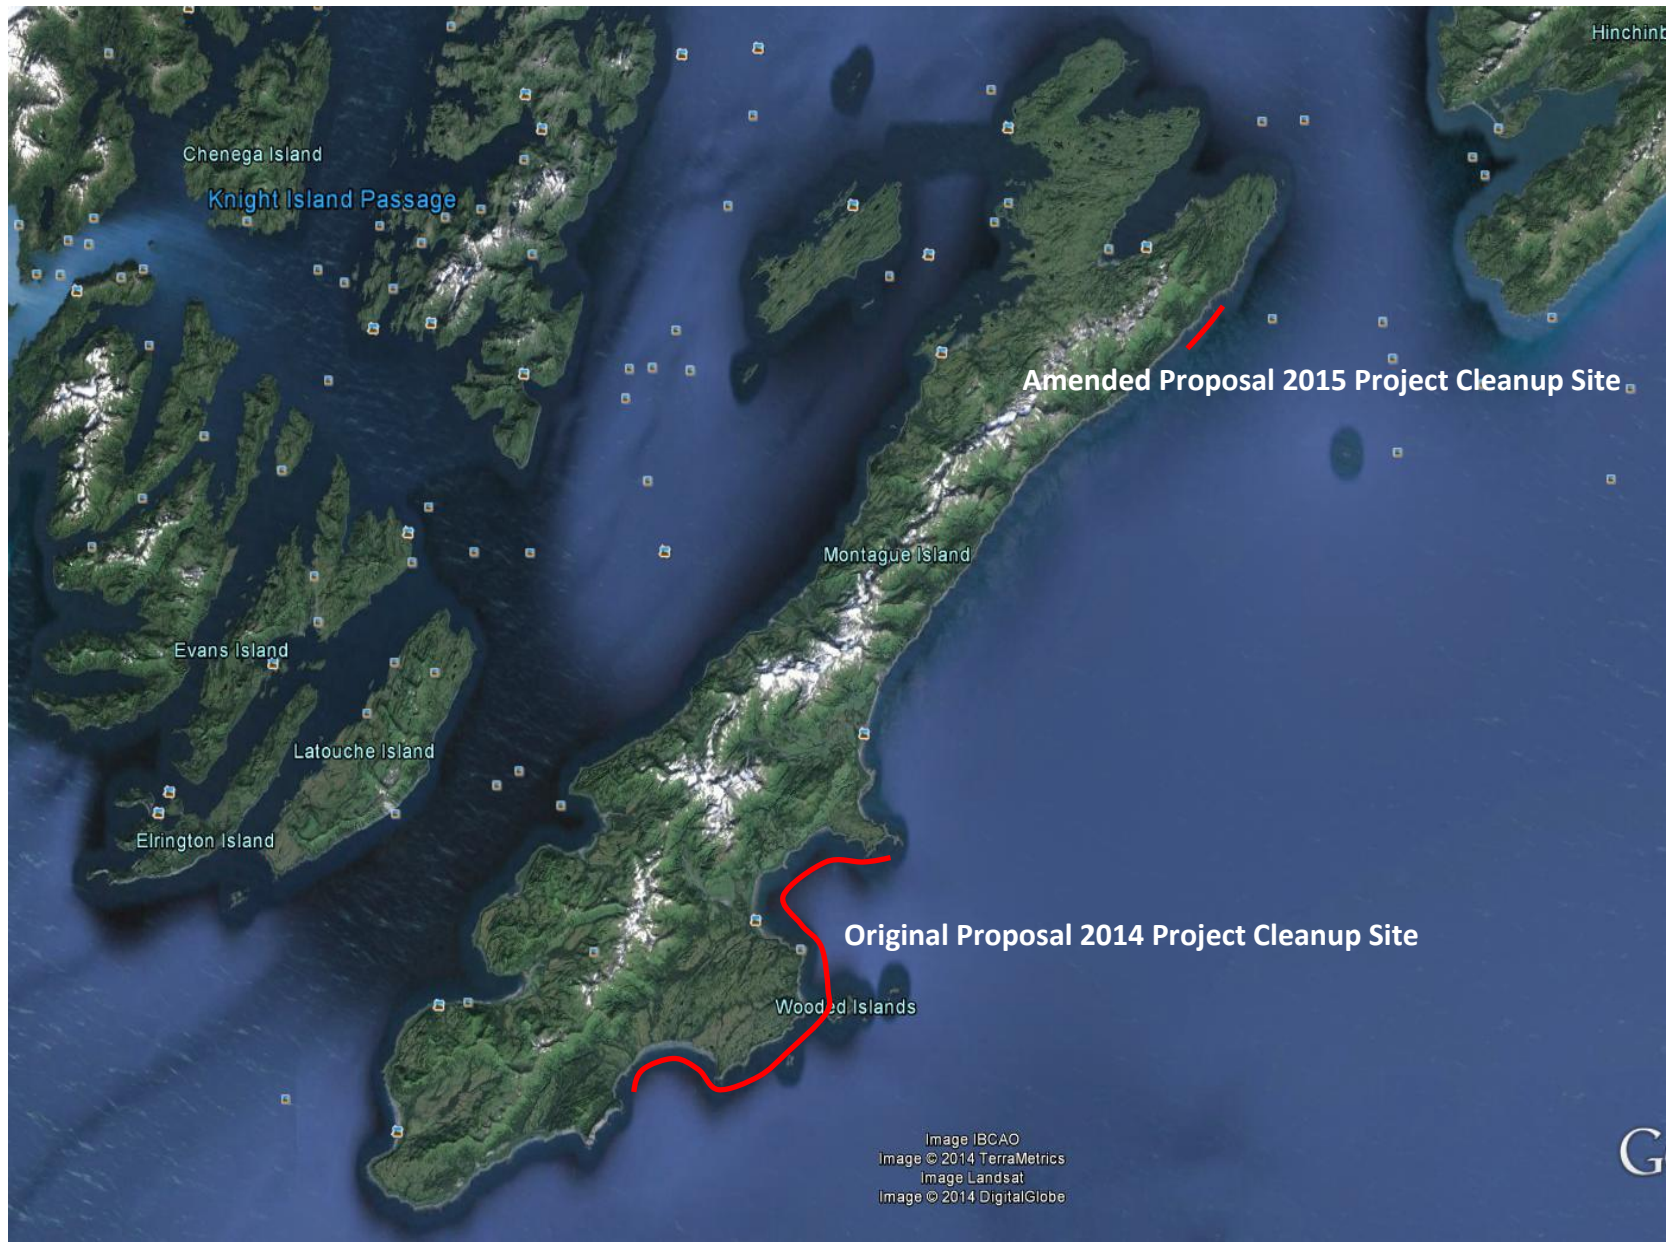 Hinchinb
Chenega Island
Knight Island Passage
Amended Proposal 2015 Project Cleanup Site
Montague Island
Evans Island
Latouche Island
Elrington Island
Original Proposal 2014 Project Cleanup Site
Wooded Islands
Image IBCAO
Image © 2014 TerraMetrics
Image Landsat
Image © 2014 DigitalGlobe
G